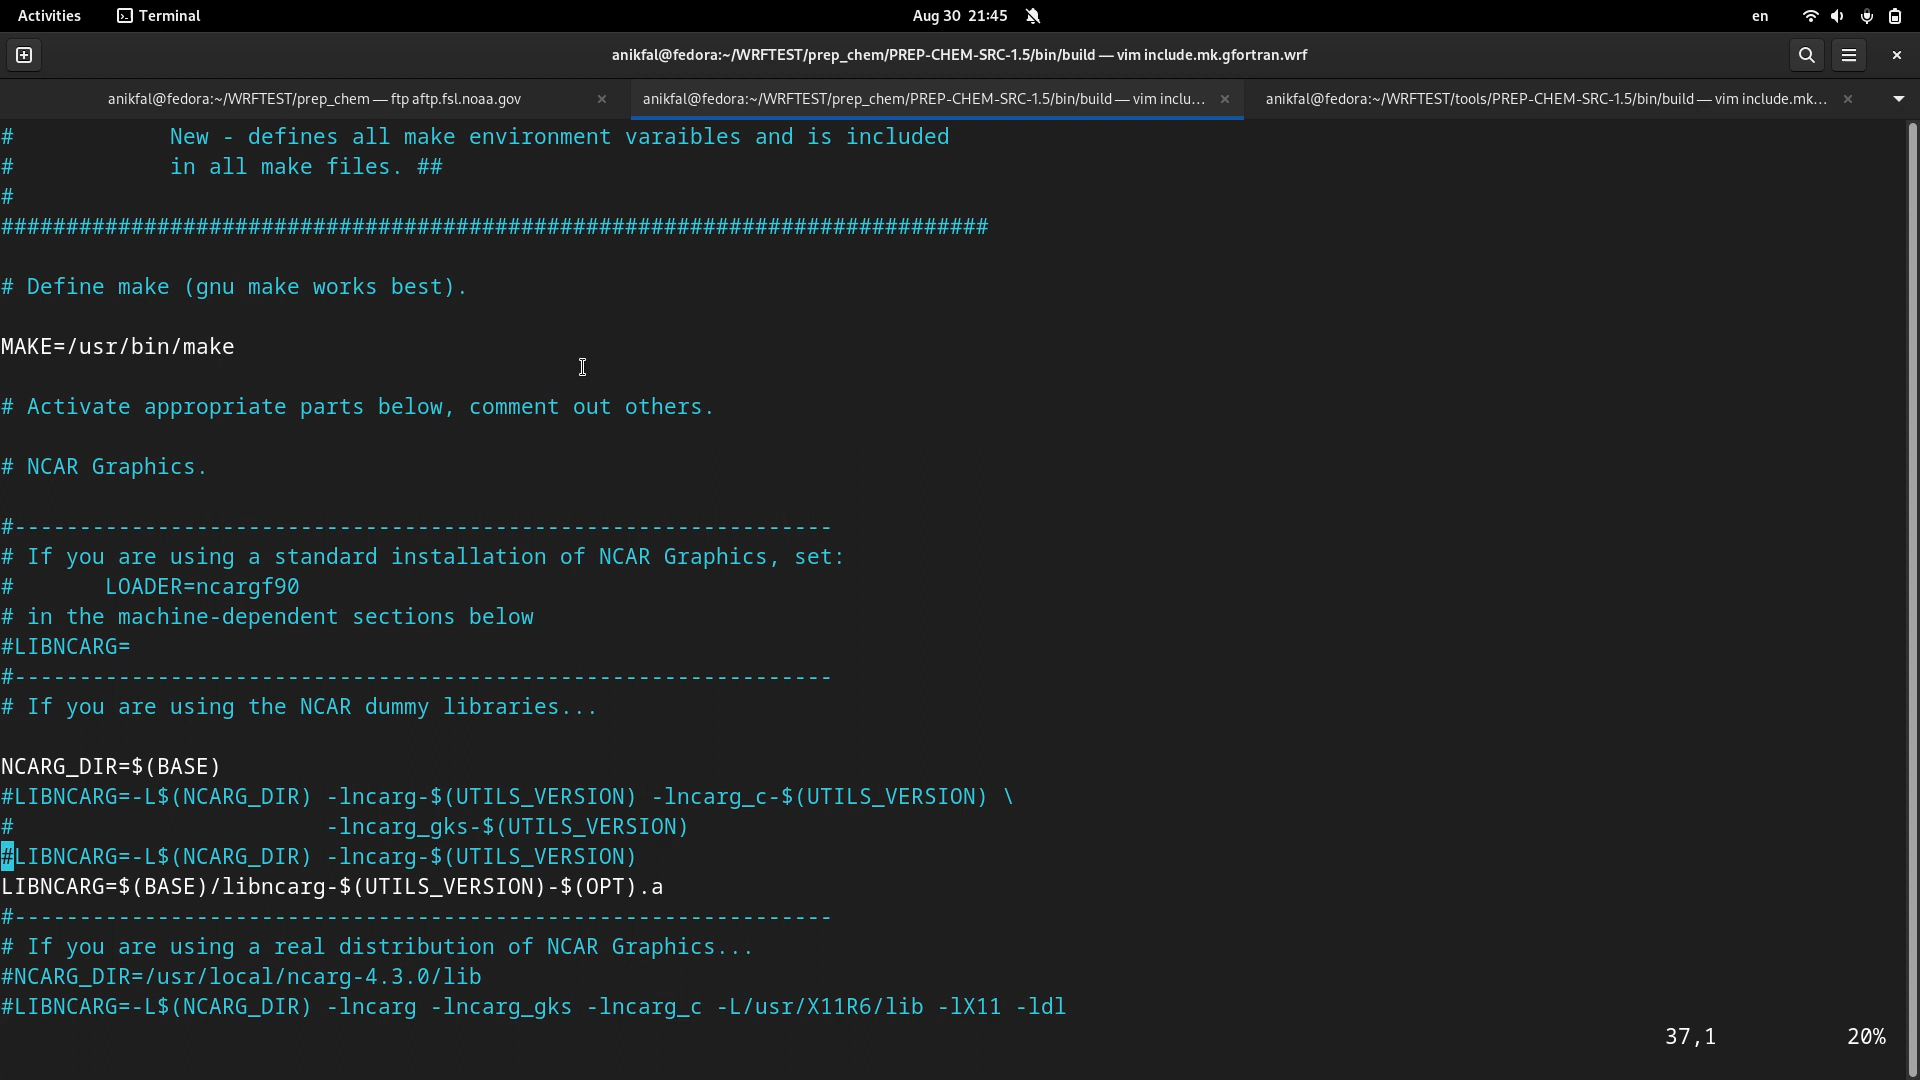 Activities Terminal Aug 30 21:45 en
anikfal@fedora:~/WRFTEST/prep_chem/PREP-CHEM-SRC-1.5/bin/build — vim include.mk.gfortran.wrf
anikfal@fedora:~/WRFTEST/prep_chem — ftp aftp.fsl.noaa.gov × anikfal@fedora:~/WRFTEST/prep_chem/PREP-CHEM-SRC-1.5/bin/build — vim inclu... × anikfal@fedora:~/WRFTEST/tools/PREP-CHEM-SRC-1.5/bin/build — vim include.mk... ×
#            New - defines all make environment varaibles and is included
#            in all make files. ##
#
############################################################################
# Define make (gnu make works best).
MAKE=/usr/bin/make
# Activate appropriate parts below, comment out others.
# NCAR Graphics.
#---------------------------------------------------------------
# If you are using a standard installation of NCAR Graphics, set:
#       LOADER=ncargf90
# in the machine-dependent sections below
#LIBNCARG=
#---------------------------------------------------------------
# If you are using the NCAR dummy libraries...
NCARG_DIR=$(BASE)
#LIBNCARG=-L$(NCARG_DIR) -lncarg-$(UTILS_VERSION) -lncarg_c-$(UTILS_VERSION) \
#                        -lncarg_gks-$(UTILS_VERSION)
#LIBNCARG=-L$(NCARG_DIR) -lncarg-$(UTILS_VERSION)
LIBNCARG=$(BASE)/libncarg-$(UTILS_VERSION)-$(OPT).a
#---------------------------------------------------------------
# If you are using a real distribution of NCAR Graphics...
#NCARG_DIR=/usr/local/ncarg-4.3.0/lib
#LIBNCARG=-L$(NCARG_DIR) -lncarg -lncarg_gks -lncarg_c -L/usr/X11R6/lib -lX11 -ldl
37,1 20%